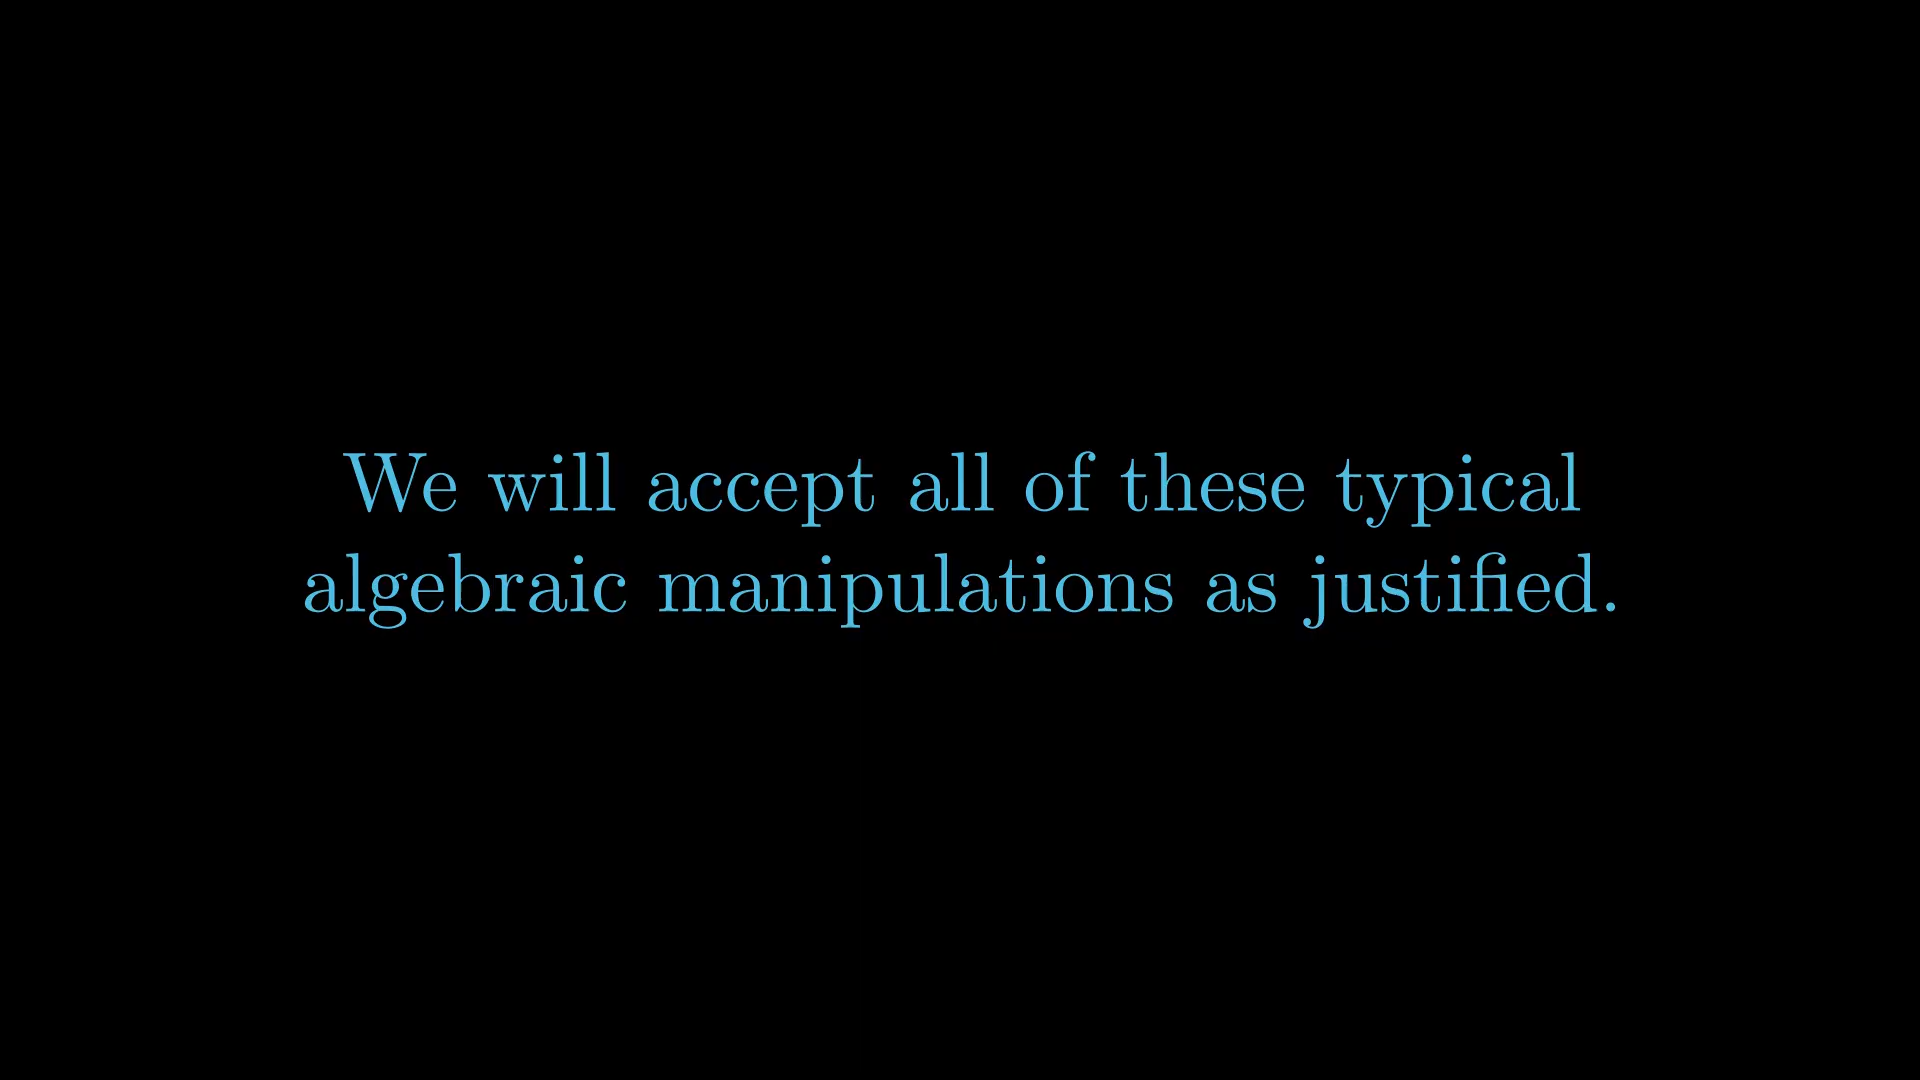 We will accept all of these typical
algebraic manipulations as justified.